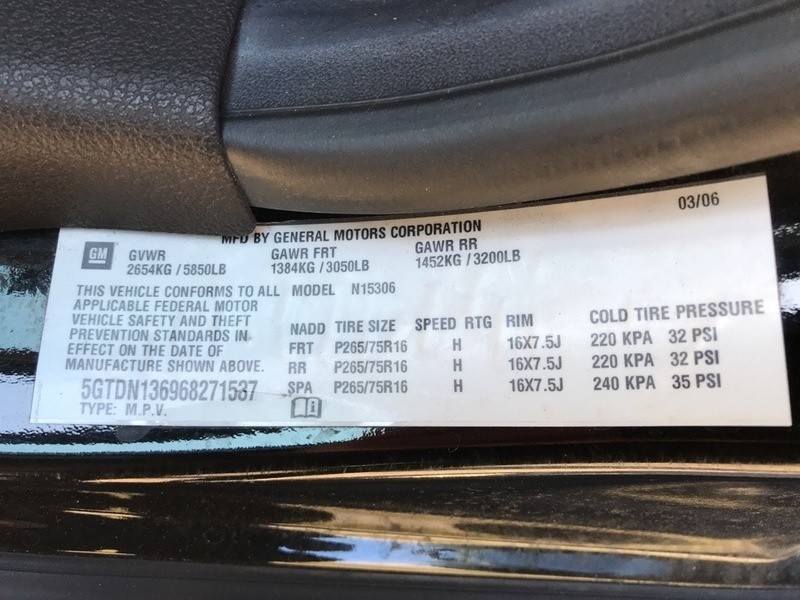 03/06
MFD BY GENERAL MOTORS CORPORATION
GM
GVWR GAWR FRT GAWR RR
2654KG / 5850LB 1384KG / 3050LB 1452KG / 3200LB
THIS VEHICLE CONFORMS TO ALL MODEL N15306
APPLICABLE FEDERAL MOTOR
VEHICLE SAFETY AND THEFT
PREVENTION STANDARDS IN
EFFECT ON THE DATE OF
MANUFACTURE SHOWN ABOVE.
5GTDN136968271537
TYPE: M.P.V.
NADD TIRE SIZE SPEED RTG RIM COLD TIRE PRESSURE
FRT P265/75R16 H 16X7.5J 220 KPA 32 PSI
RR P265/75R16 H 16X7.5J 220 KPA 32 PSI
SPA P265/75R16 H 16X7.5J 240 KPA 35 PSI